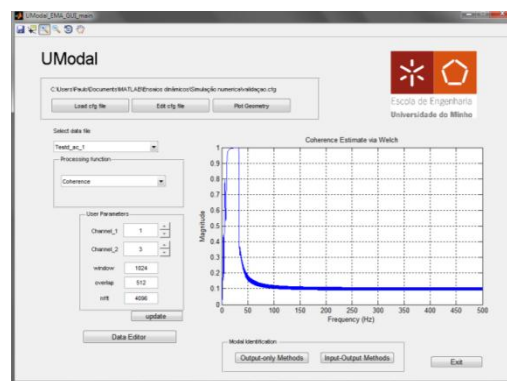 UModal_EMA_GUI_main
UModal
C:\Users\Paulo\Documents\MATLAB\Ensaios dinâmicos\Simulação numerica\validaçao.cfg
Load cfg file
Edit cfg file
Plot Geometry
Escola de Engenharia
Universidade do Minho
Select data file
Testd_ac_1
Processing function
Coherence
User Parameters
Channel_1
1
Channel_2
3
window
1024
overlap
512
nfft
4096
update
Data Editor
Coherence Estimate via Welch
Magnitude
1
0.9
0.8
0.7
0.6
0.5
0.4
0.3
0.2
0.1
0
0 50 100 150 200 250 300 350 400 450 500
Frequency (Hz)
Modal Identification
Output-only Methods
Input-Output Methods
Exit